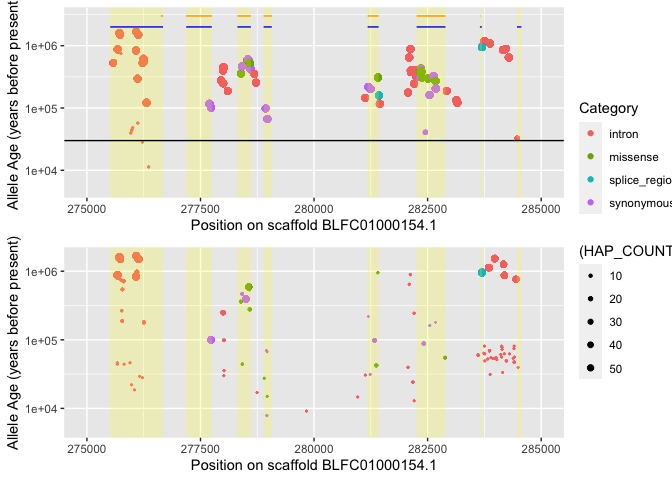 Allele Age (years before present)
1e+06
1e+05
1e+04
275000 277500 280000 282500 285000
Position on scaffold BLFC01000154.1
Category
intron
missense
splice_regio
synonymous
Allele Age (years before present)
1e+06
1e+05
1e+04
275000 277500 280000 282500 285000
Position on scaffold BLFC01000154.1
(HAP_COUNT
10
20
30
40
50